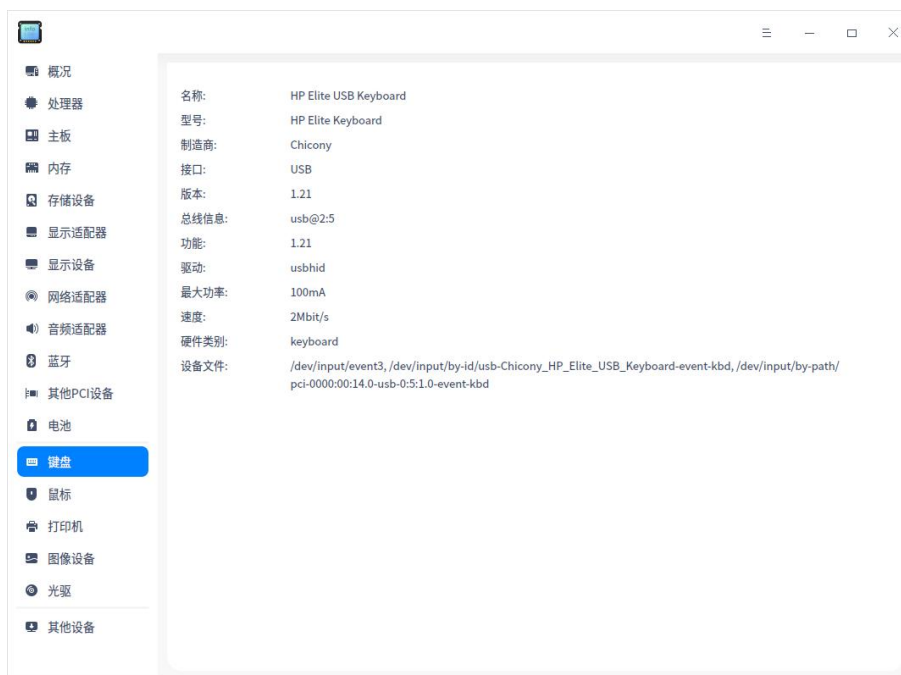 概况
处理器
主板
内存
存储设备
显示适配器
显示设备
网络适配器
音频适配器
蓝牙
其他PCI设备
电池
键盘
鼠标
打印机
图像设备
光驱
其他设备
名称: HP Elite USB Keyboard
型号: HP Elite Keyboard
制造商: Chicony
接口: USB
版本: 1.21
总线信息: usb@2:5
功能: 1.21
驱动: usbhid
最大功率: 100mA
速度: 2Mbit/s
硬件类别: keyboard
设备文件: /dev/input/event3, /dev/input/by-id/usb-Chicony_HP_Elite_USB_Keyboard-event-kbd, /dev/input/by-path/
pci-0000:00:14.0-usb-0:5:1.0-event-kbd